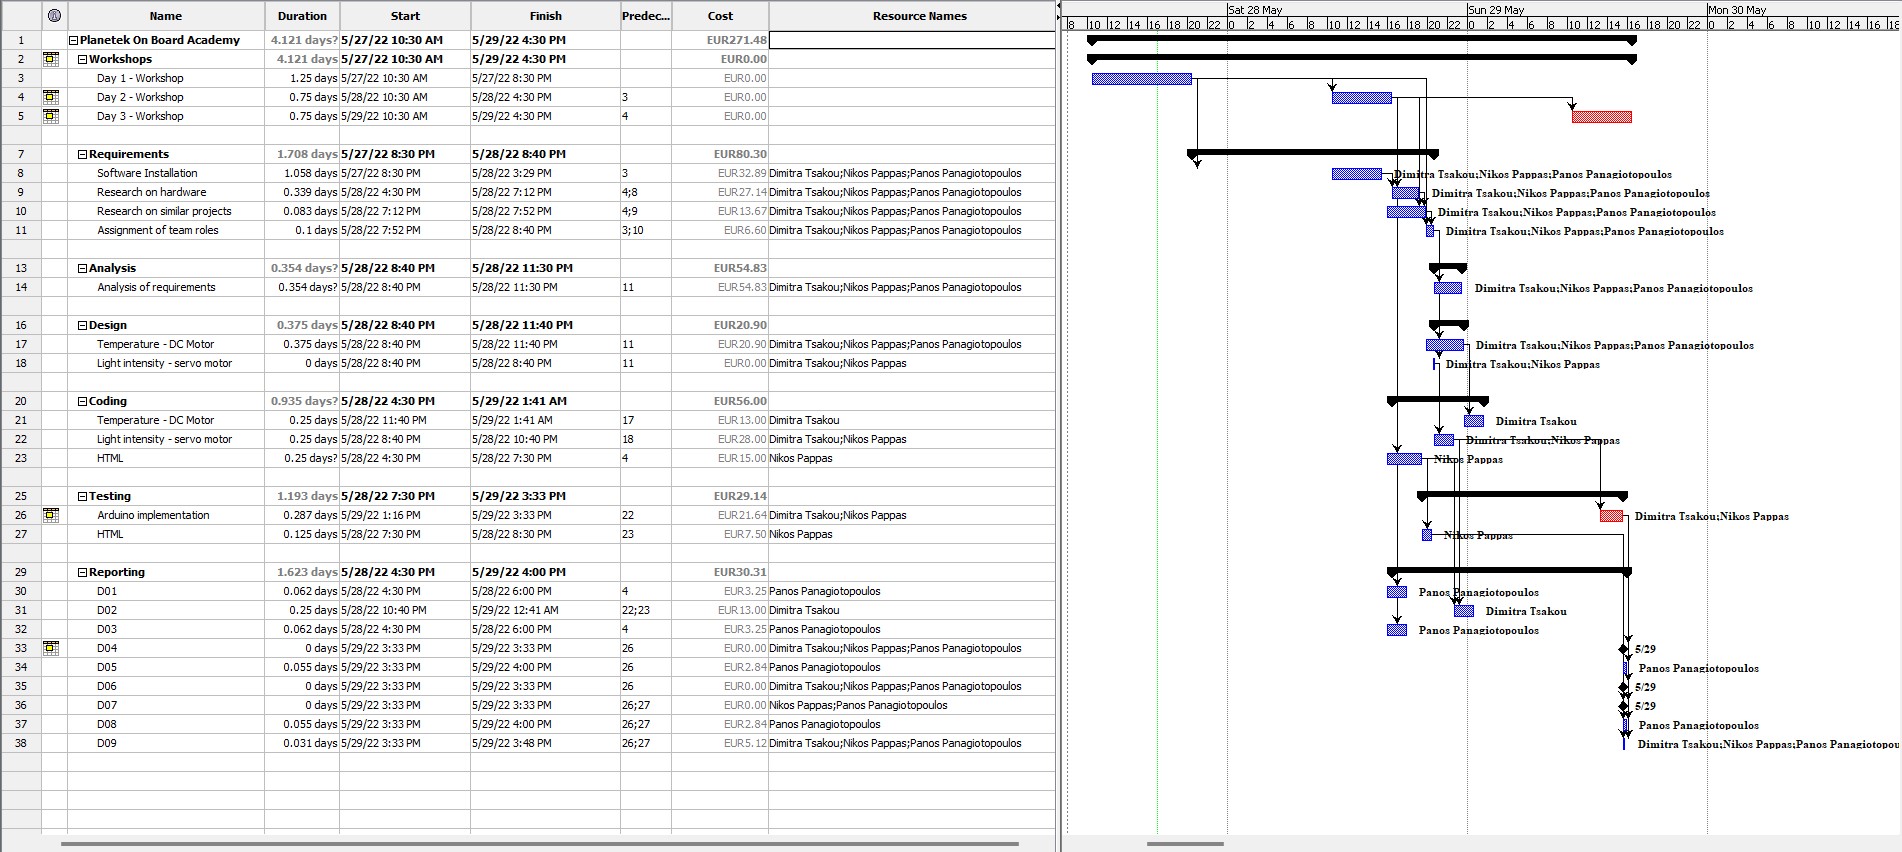 Name Duration Start Finish Predec... Cost Resource Names
1 Planetek On Board Academy 4.121 days? 5/27/22 10:30 AM 5/29/22 4:30 PM EUR271.48
2 Workshops 4.121 days 5/27/22 10:30 AM 5/29/22 4:30 PM EUR0.00
3 Day 1 - Workshop 1.25 days 5/27/22 10:30 AM 5/27/22 8:30 PM EUR0.00
4 Day 2 - Workshop 0.75 days 5/28/22 10:30 AM 5/28/22 4:30 PM 3 EUR0.00
5 Day 3 - Workshop 0.75 days 5/29/22 10:30 AM 5/29/22 4:30 PM 4 EUR0.00
7 Requirements 1.708 days 5/27/22 8:30 PM 5/28/22 8:40 PM EUR80.30
8 Software Installation 1.058 days 5/27/22 8:30 PM 5/28/22 3:29 PM 3 EUR32.89 Dimitra Tsakou;Nikos Pappas;Panos Panagiotopoulos
9 Research on hardware 0.339 days 5/28/22 4:30 PM 5/28/22 7:12 PM 4;8 EUR27.14 Dimitra Tsakou;Nikos Pappas;Panos Panagiotopoulos
10 Research on similar projects 0.083 days 5/28/22 7:12 PM 5/28/22 7:52 PM 4;9 EUR13.67 Dimitra Tsakou;Nikos Pappas;Panos Panagiotopoulos
11 Assignment of team roles 0.1 days 5/28/22 7:52 PM 5/28/22 8:40 PM 3;10 EUR6.60 Dimitra Tsakou;Nikos Pappas;Panos Panagiotopoulos
13 Analysis 0.354 days? 5/28/22 8:40 PM 5/28/22 11:30 PM EUR54.83
14 Analysis of requirements 0.354 days? 5/28/22 8:40 PM 5/28/22 11:30 PM 11 EUR54.83 Dimitra Tsakou;Nikos Pappas;Panos Panagiotopoulos
16 Design 0.375 days 5/28/22 8:40 PM 5/28/22 11:40 PM EUR20.90
17 Temperature - DC Motor 0.375 days 5/28/22 8:40 PM 5/28/22 11:40 PM 11 EUR20.90 Dimitra Tsakou;Nikos Pappas;Panos Panagiotopoulos
18 Light intensity - servo motor 0 days 5/28/22 8:40 PM 5/28/22 8:40 PM 11 EUR0.00 Dimitra Tsakou;Nikos Pappas
20 Coding 0.935 days? 5/28/22 4:30 PM 5/29/22 1:41 AM EUR56.00
21 Temperature - DC Motor 0.25 days 5/28/22 11:40 PM 5/29/22 1:41 AM 17 EUR13.00 Dimitra Tsakou
22 Light intensity - servo motor 0.25 days 5/28/22 8:40 PM 5/28/22 10:40 PM 18 EUR28.00 Dimitra Tsakou;Nikos Pappas
23 HTML 0.25 days? 5/28/22 4:30 PM 5/28/22 7:30 PM 4 EUR15.00 Nikos Pappas
25 Testing 1.193 days 5/28/22 7:30 PM 5/29/22 3:33 PM EUR29.14
26 Arduino implementation 0.287 days 5/29/22 1:16 PM 5/29/22 3:33 PM 22 EUR21.64 Dimitra Tsakou;Nikos Pappas
27 HTML 0.125 days 5/28/22 7:30 PM 5/28/22 8:30 PM 23 EUR7.50 Nikos Pappas
29 Reporting 1.623 days 5/28/22 4:30 PM 5/29/22 4:00 PM EUR30.31
30 D01 0.062 days 5/28/22 4:30 PM 5/28/22 6:00 PM 4 EUR3.25 Panos Panagiotopoulos
31 D02 0.25 days 5/28/22 10:40 PM 5/29/22 12:41 AM 22;23 EUR13.00 Dimitra Tsakou
32 D03 0.062 days 5/28/22 4:30 PM 5/28/22 6:00 PM 4 EUR3.25 Panos Panagiotopoulos
33 D04 0 days 5/29/22 3:33 PM 5/29/22 3:33 PM 26 EUR0.00 Dimitra Tsakou;Nikos Pappas;Panos Panagiotopoulos
34 D05 0.055 days 5/29/22 3:33 PM 5/29/22 4:00 PM 26 EUR2.84 Panos Panagiotopoulos
35 D06 0 days 5/29/22 3:33 PM 5/29/22 3:33 PM 26 EUR0.00 Dimitra Tsakou;Nikos Pappas;Panos Panagiotopoulos
36 D07 0 days 5/29/22 3:33 PM 5/29/22 3:33 PM 26;27 EUR0.00 Nikos Pappas;Panos Panagiotopoulos
37 D08 0.055 days 5/29/22 3:33 PM 5/29/22 4:00 PM 26;27 EUR2.84 Panos Panagiotopoulos
38 D09 0.031 days 5/29/22 3:33 PM 5/29/22 3:48 PM 26;27 EUR5.12 Dimitra Tsakou;Nikos Pappas;Panos Panagiotopoulos
Sat 28 May Sun 29 May Mon 30 May
8 10 12 14 16 18 20 22 0 2 4 6 8 10 12 14 16 18 20 22 0 2 4 6 8 10 12 14 16 18 20 22 0 2 4 6 8 10 12 14 16 18
Dimitra Tsakou;Nikos Pappas;Panos Panagiotopoulos
Dimitra Tsakou;Nikos Pappas;Panos Panagiotopoulos
Dimitra Tsakou;Nikos Pappas;Panos Panagiotopoulos
Dimitra Tsakou;Nikos Pappas;Panos Panagiotopoulos
Dimitra Tsakou;Nikos Pappas;Panos Panagiotopoulos
Dimitra Tsakou;Nikos Pappas;Panos Panagiotopoulos
Dimitra Tsakou;Nikos Pappas
Dimitra Tsakou
Dimitra Tsakou;Nikos Pappas
Nikos Pappas
Dimitra Tsakou;Nikos Pappas
Nikos Pappas
Panos Panagiotopoulos
Dimitra Tsakou
Panos Panagiotopoulos
5/29
Panos Panagiotopoulos
5/29
5/29
Panos Panagiotopoulos
Dimitra Tsakou;Nikos Pappas;Panos Panagiotopou